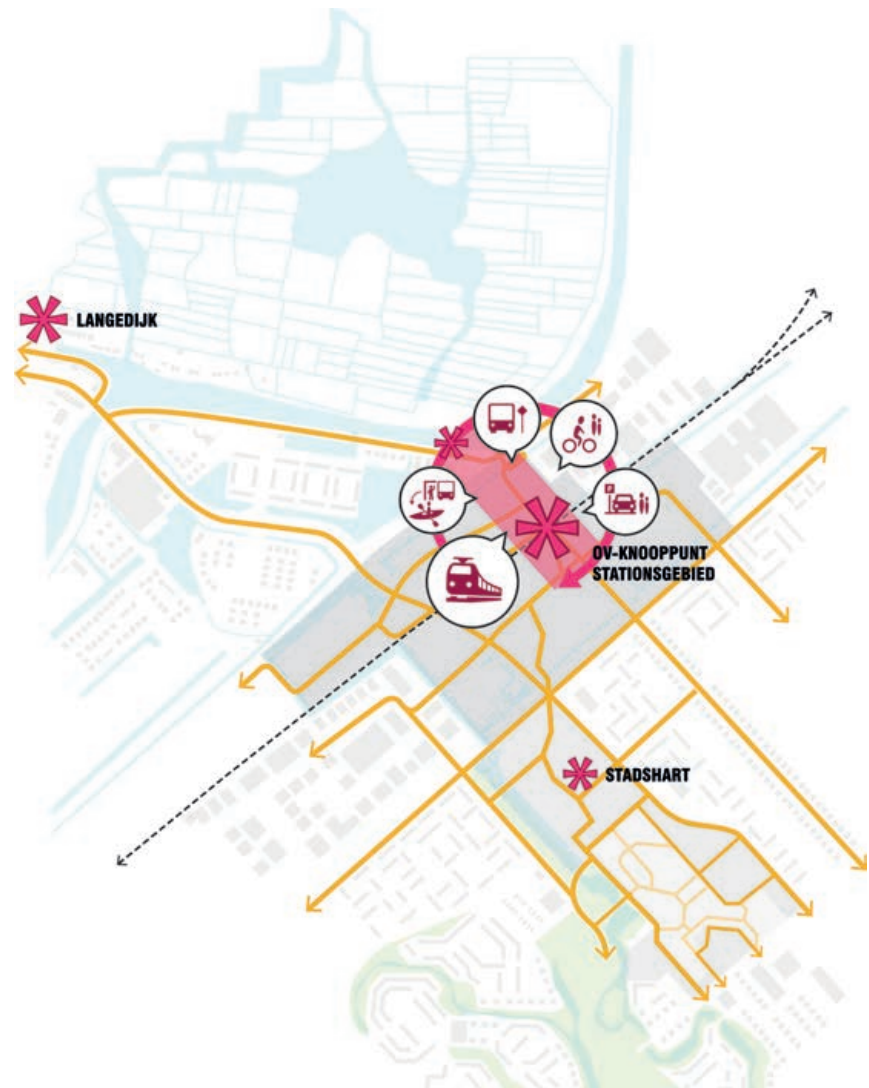 LANGEDIJK
P
OV-KNOOPPUNT
STATIONSGEBIED
STADSHART